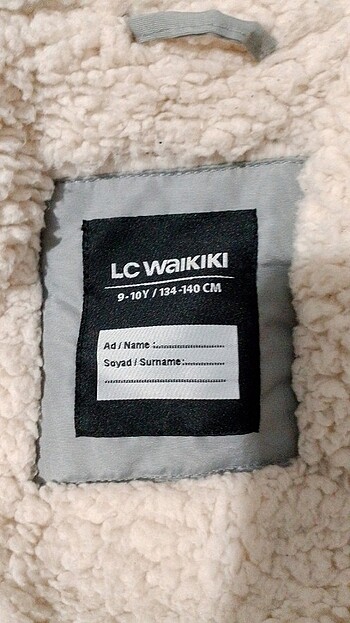 LC WAIKIKI
9-10Y / 134-140 CM
Ad / Name :........................
Soyad / Surname:..............
..........................................